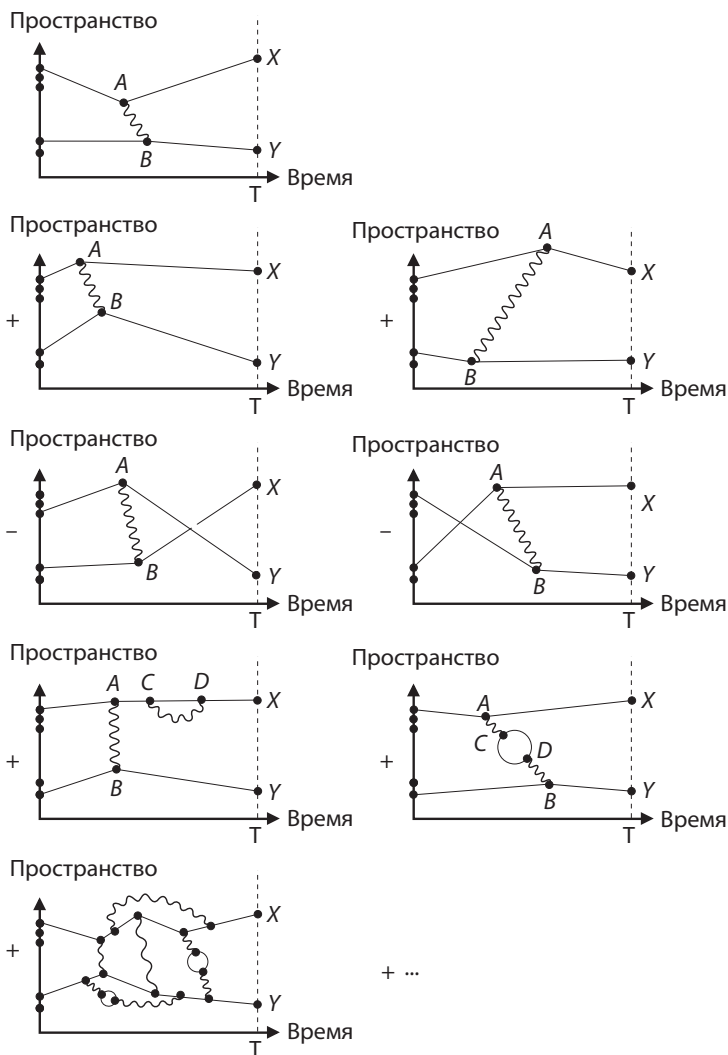 Пространство
A
X
B
Y
T
Время
Пространство
A
X
+
B
Y
T
Время
Пространство
A
X
+
B
Y
T
Время
Пространство
A
X
–
B
Y
T
Время
Пространство
A
X
–
B
Y
T
Время
Пространство
A C D
X
+
B
Y
T
Время
Пространство
A
X
C D
+
B
Y
T
Время
Пространство
X
+
Y
T
Время
+ ...